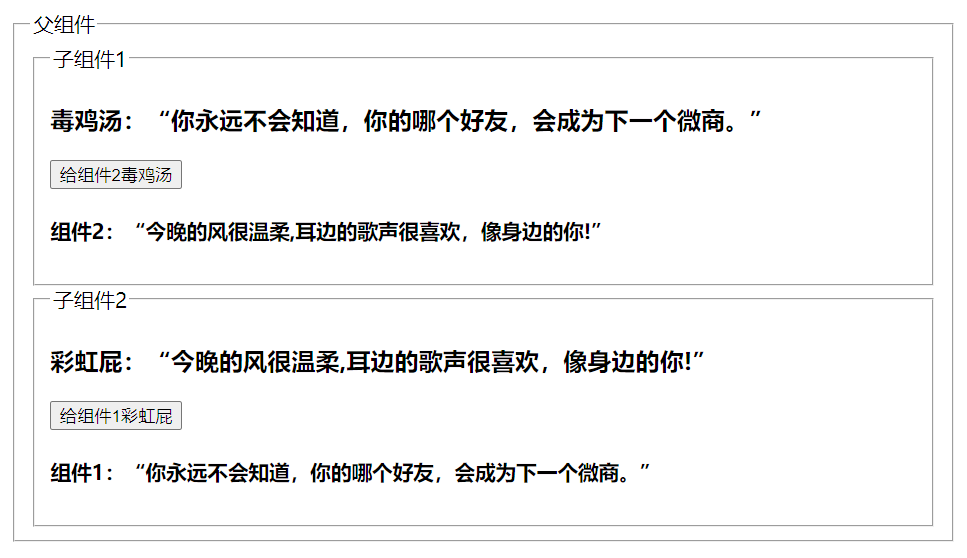 父组件
子组件1
毒鸡汤：“你永远不会知道，你的哪个好友，会成为下一个微商。”
给组件2毒鸡汤
组件2：“今晚的风很温柔,耳边的歌声很喜欢，像身边的你!”
子组件2
彩虹屁：“今晚的风很温柔,耳边的歌声很喜欢，像身边的你!”
给组件1彩虹屁
组件1：“你永远不会知道，你的哪个好友，会成为下一个微商。”